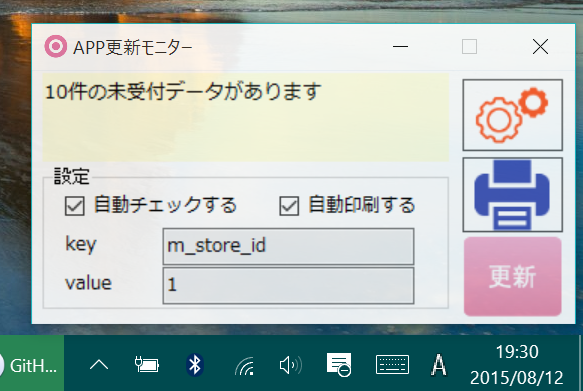 APP更新モニター
10件の未受付データがあります
設定
自動チェックする 自動印刷する
key m_store_id
value 1
更新
GitH...
A
19:30
2015/08/12